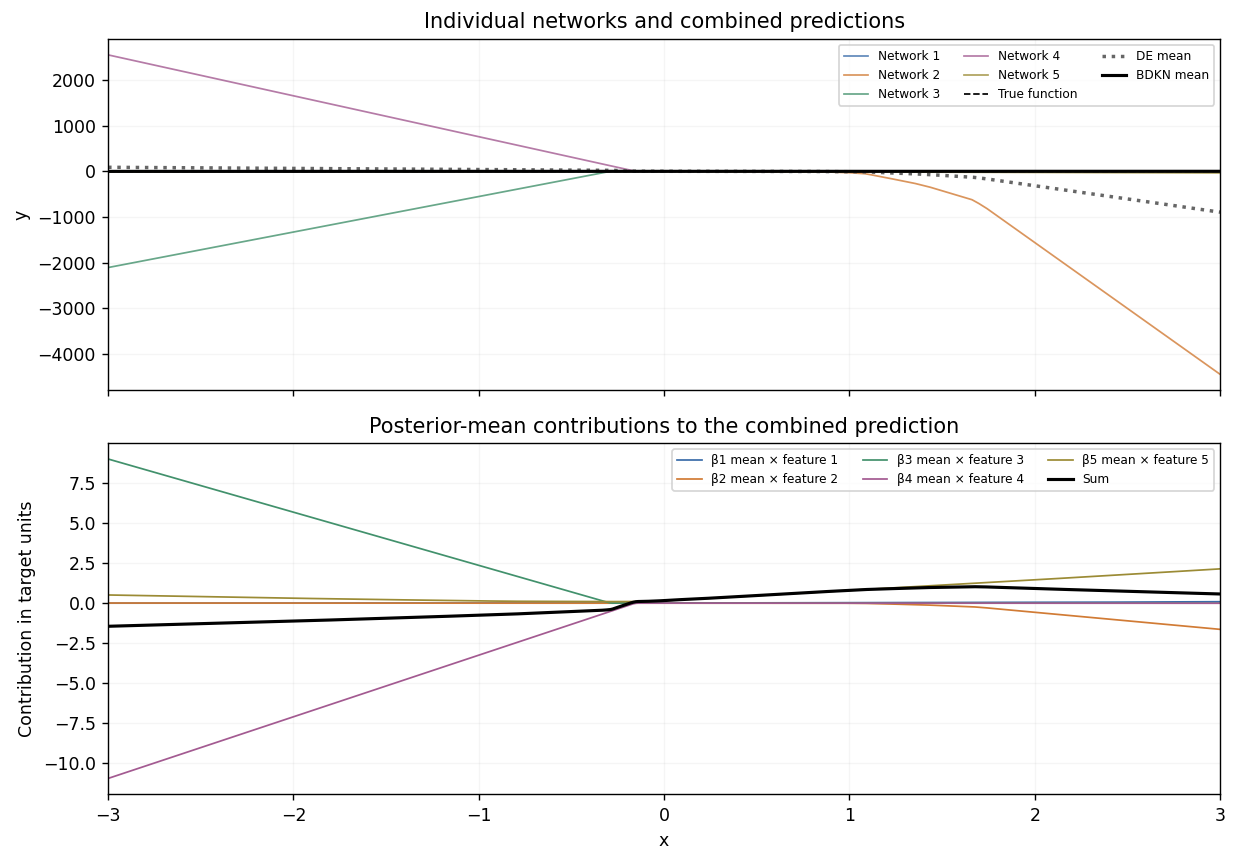 Individual networks and combined predictions
Network 1
Network 2
Network 3
Network 4
Network 5
True function
DE mean
BDKN mean
2000
1000
0
−1000
−2000
−3000
−4000
y
Posterior-mean contributions to the combined prediction
β1 mean × feature 1
β2 mean × feature 2
β3 mean × feature 3
β4 mean × feature 4
β5 mean × feature 5
Sum
7.5
5.0
2.5
0.0
−2.5
−5.0
−7.5
−10.0
Contribution in target units
−3 −2 −1 0 1 2 3
x